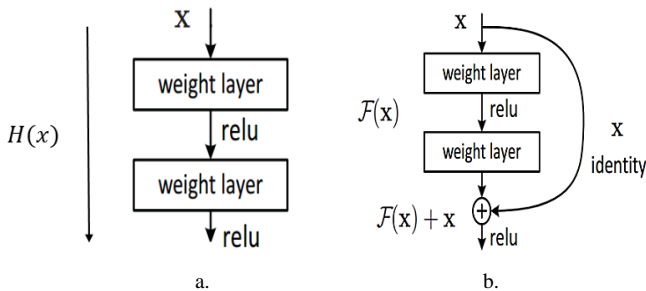 x
weight layer
relu
H(x)
weight layer
relu
a.
x
weight layer
F(x)
relu
x
identity
weight layer
F(x) + x
+
relu
b.